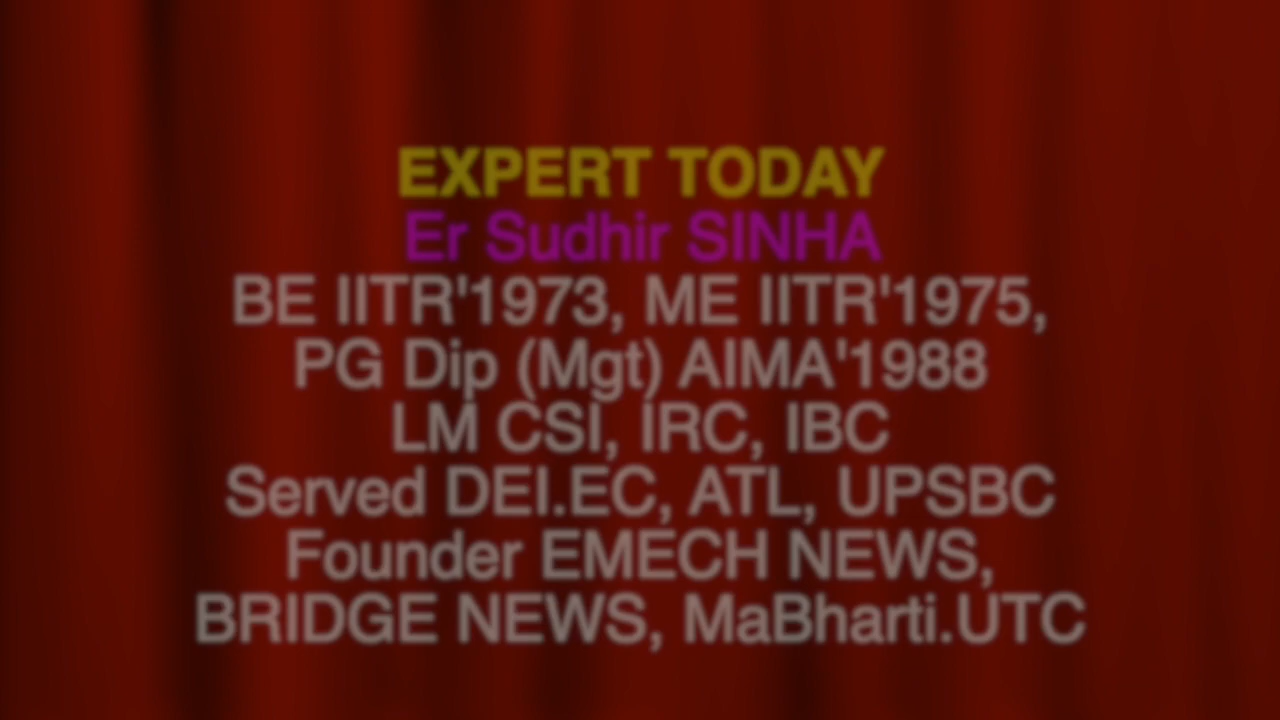 EXPERT TODAY
Er Sudhir SINHA
BE IITR'1973, ME IITR'1975,
PG Dip (Mgt) AIMA'1988
LM CSI, IRC, IBC
Served DEI.EC, ATL, UPSBC
Founder EMECH NEWS,
BRIDGE NEWS, MaBharti.UTC